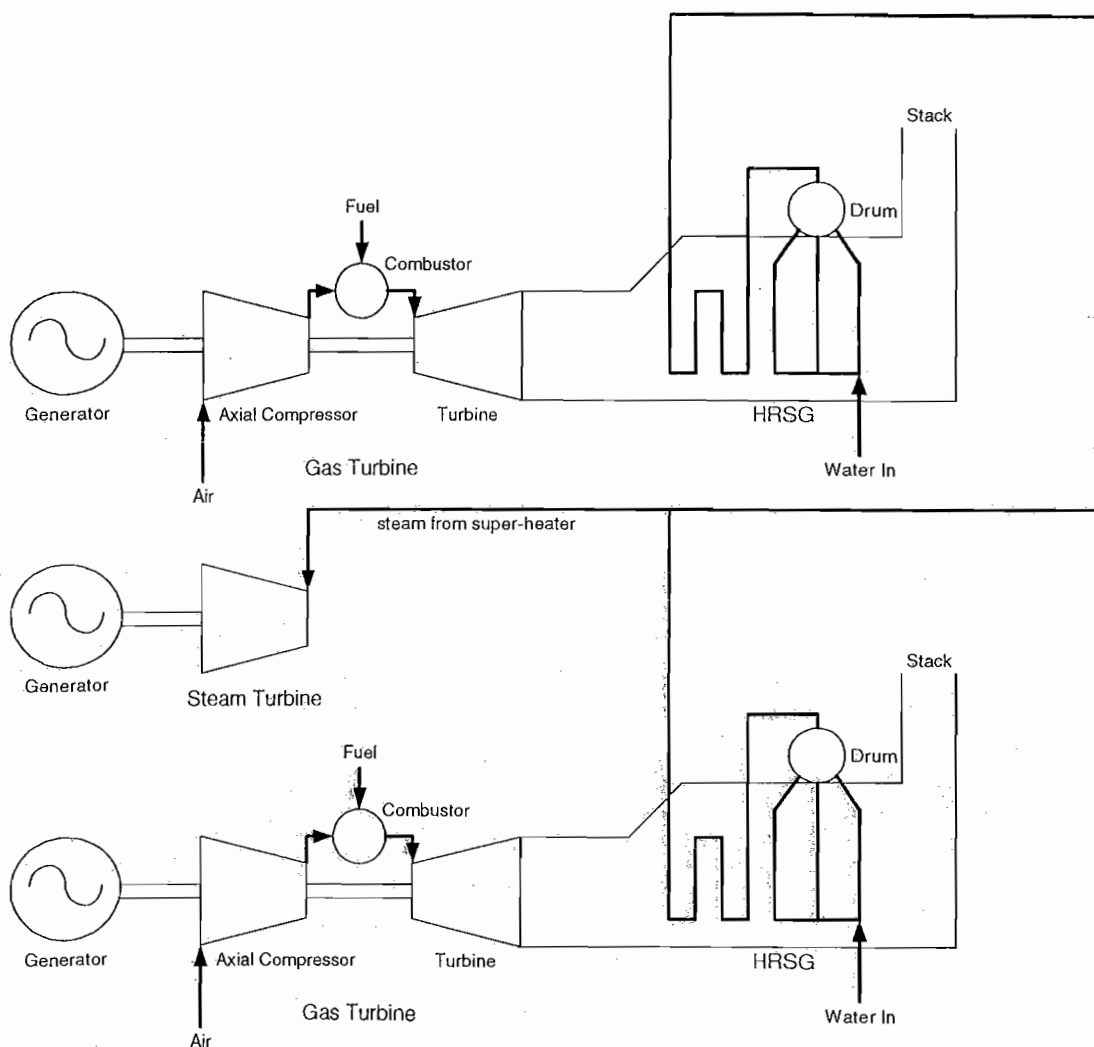 Stack
Fuel
Drum
Combustor
Generator
Axial Compressor
Turbine
HRSG
Gas Turbine
Water In
Air
steam from super-heater
Generator
Steam Turbine
Stack
Fuel
Drum
Combustor
Generator
Axial Compressor
Turbine
HRSG
Gas Turbine
Water In
Air